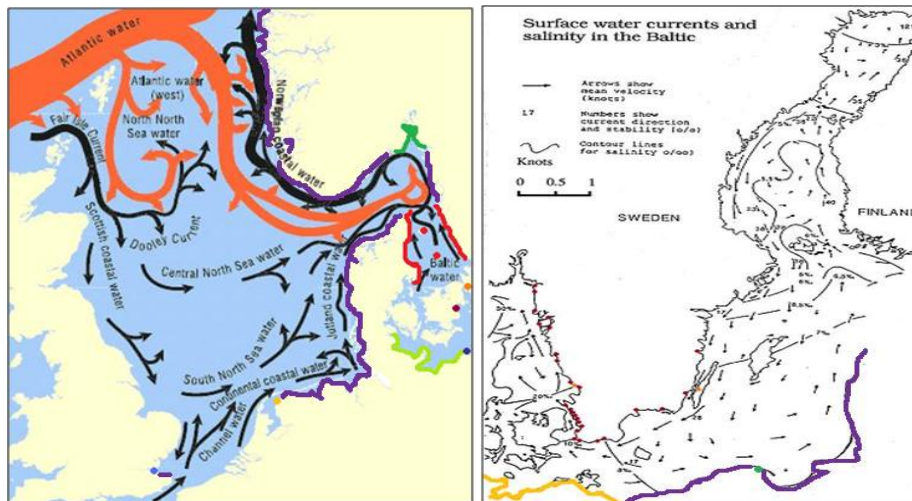 Atlantic water
Atlantic water
(west)
North North
Sea water
Fair Isle Current
Norwegian coastal water
Scottish coastal water
Dooley Current
Central North Sea water
Jutland coastal water
Baltic
water
South North Sea water
Continental coastal water
Channel water
Surface water currents and
salinity in the Baltic
Arrows show
mean velocity
(knots)
17
Numbers show
current direction
and stability (o/o)
Contour lines
for salinity o/oo)
Knots
0 0.5 1
SWEDEN
FINLAND